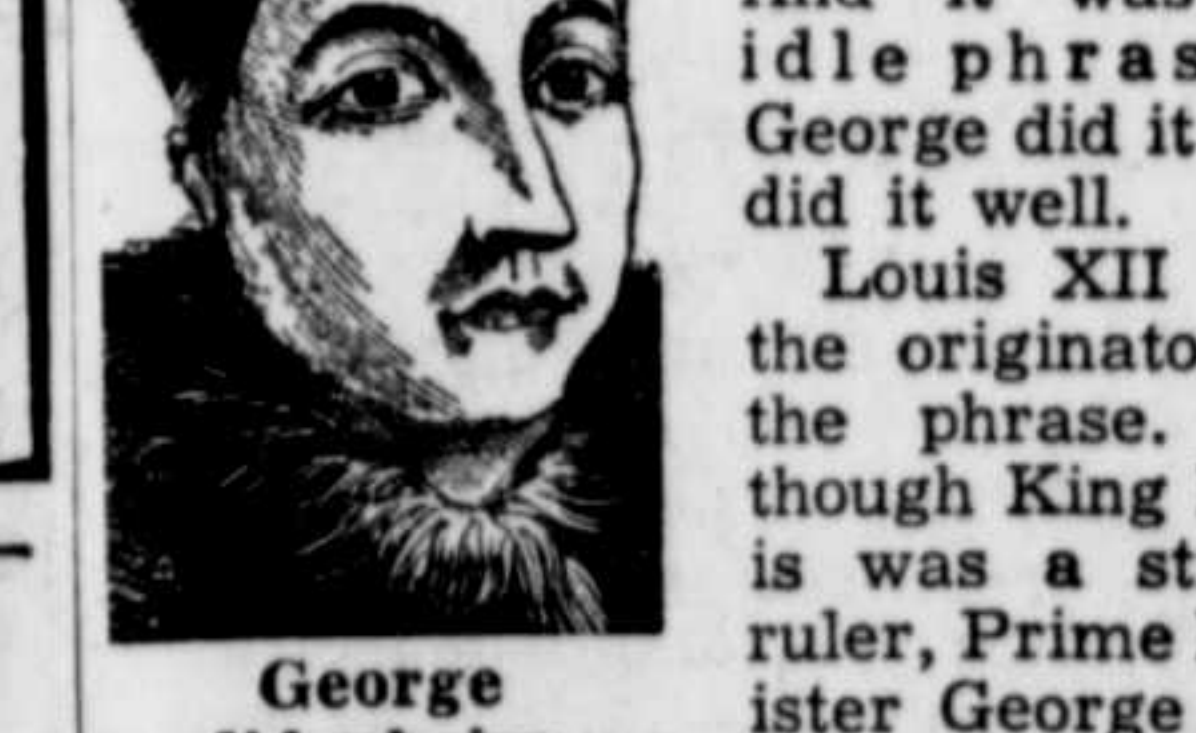 George
idle phras
George did it
did it well.
Louis XII
the originato
the phrase.
though King
is was a st
ruler, Prime
ister George